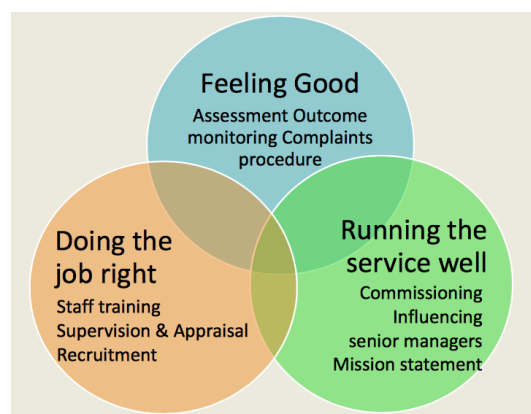 Feeling Good
Assessment Outcome
monitoring Complaints
procedure
Doing the
job right
Staff training
Supervision & Appraisal
Recruitment
Running the
service well
Commissioning
Influencing
senior managers
Mission statement